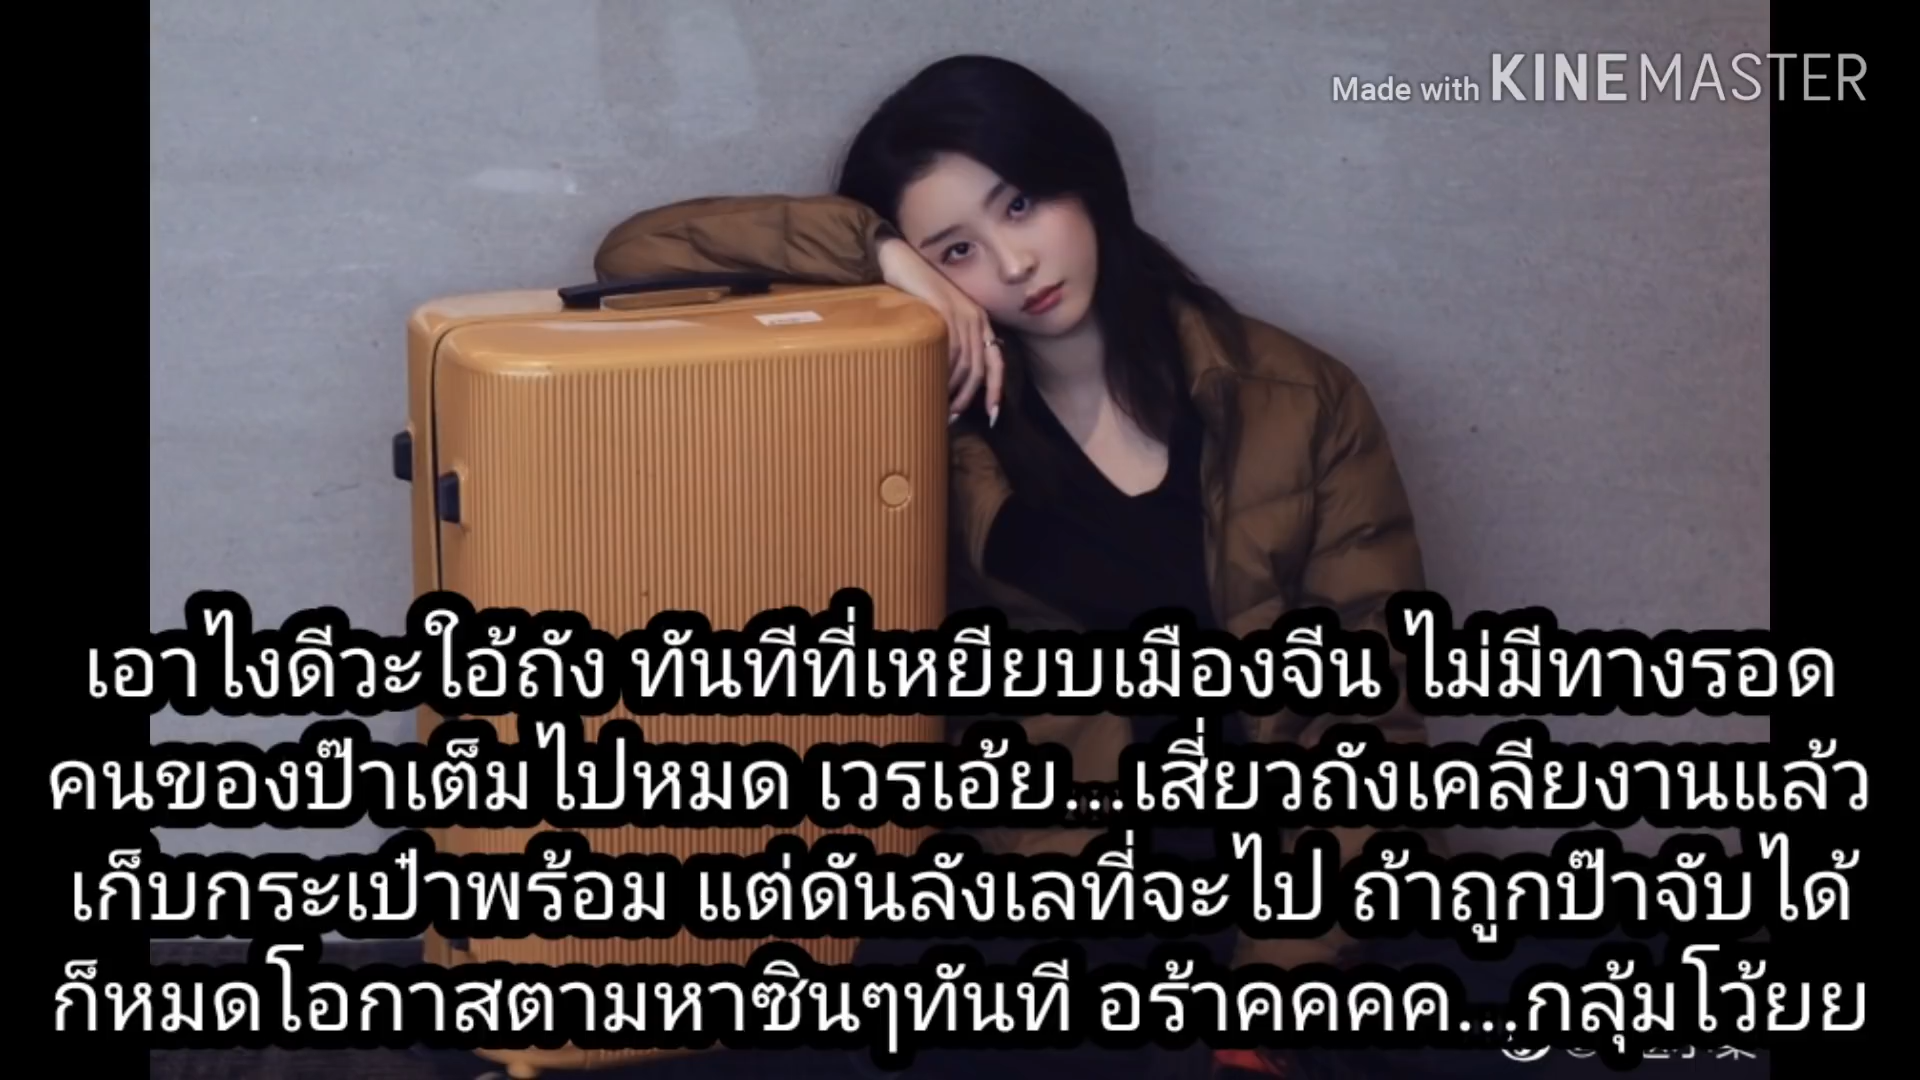 Made with KINEMASTER
เอาไงดีวะใอ้ถัง ทันทีที่เหยียบเมืองจีน ไม่มีทางรอด
คนของป๊าเต็มไปหมด เวรเอ้ย...เสี่ยวถังเคลียงานแล้ว
เก็บกระเป๋าพร้อม แต่ดันลังเลที่จะไป ถ้าถูกป๊าจับได้
ก็หมดโอกาสตามหาซินๆทันที อร้าคคคค...กลุ้มโว้ยย